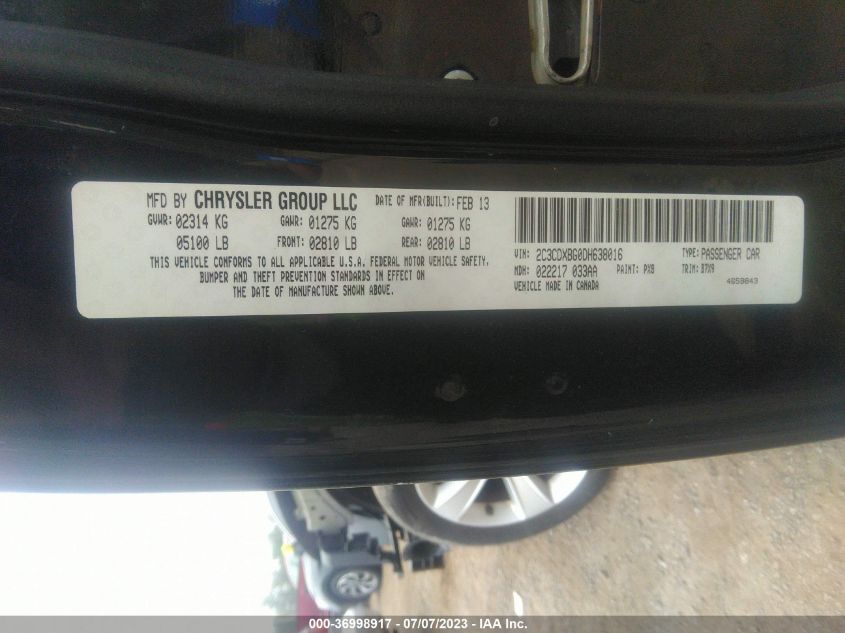 MFD BY CHRYSLER GROUP LLC DATE OF MFR(BUILT): FEB 13
GVWR: 02314 KG GAWR: 01275 KG GAWR: 01275 KG
05100 LB FRONT: 02810 LB REAR: 02810 LB
THIS VEHICLE CONFORMS TO ALL APPLICABLE U.S.A. FEDERAL MOTOR VEHICLE SAFETY,
BUMPER AND THEFT PREVENTION STANDARDS IN EFFECT ON
THE DATE OF MANUFACTURE SHOWN ABOVE.
VIN: 2C3CDXBG0DH638016 TYPE: PASSENGER CAR
MDH: 022217 033AA PAINT: PX8 TRIM: B7X9
VEHICLE MADE IN CANADA 4659843
000-36998917 - 07/07/2023 - IAA Inc.